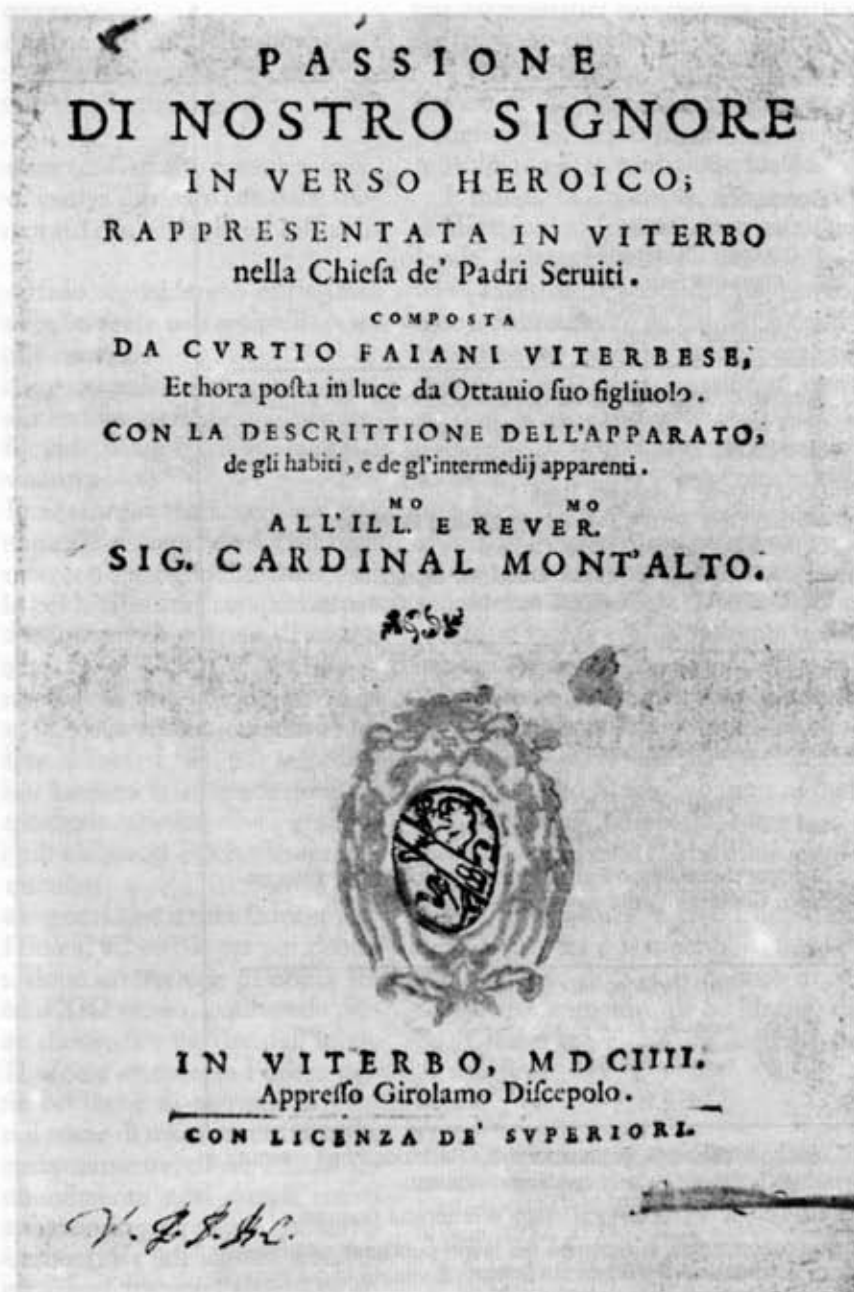 PASSIONE
DI NOSTRO SIGNORE
IN VERSO HEROICO;
RAPPRESENTATA IN VITERBO
nella Chieſa de' Padri Seruiti.
COMPOSTA
DA CVRTIO FAIANI VITERBESE,
Et hora poſta in luce da Ottauio ſuo figliuolo.
CON LA DESCRITTIONE DELL'APPARATO,
de gli habiti, e de gl'intermedij apparenti.
MO MO
ALL'ILL. E REVER.
SIG. CARDINAL MONT'ALTO.
IN VITERBO, MDCIIII.
Appreſſo Girolamo Diſcepolo.
CON LICENZA DE' SVPERIORI.